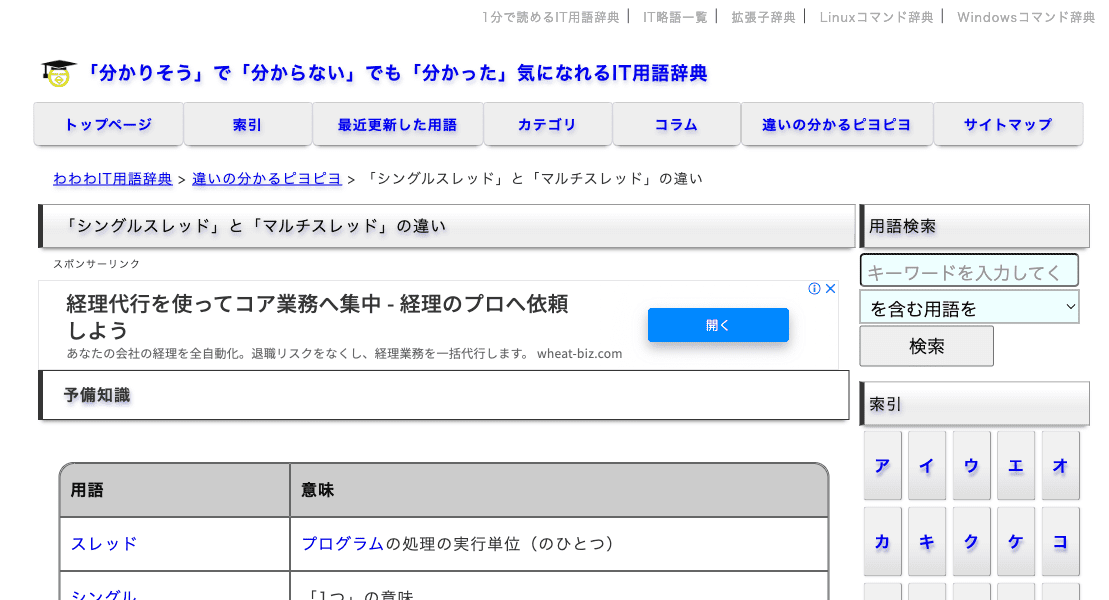 1分で読めるIT用語辞典 | IT略語一覧 | 拡張子辞典 | Linuxコマンド辞典 | Windowsコマンド辞典
「分かりそう」で「分からない」でも「分かった」気になれるIT用語辞典
トップページ 索引 最近更新した用語 カテゴリ コラム 違いの分かるピヨピヨ サイトマップ
わわわIT用語辞典 > 違いの分かるピヨピヨ > 「シングルスレッド」と「マルチスレッド」の違い
「シングルスレッド」と「マルチスレッド」の違い
スポンサーリンク
経理代行を使ってコア業務へ集中 - 経理のプロへ依頼
しよう
あなたの会社の経理を全自動化。退職リスクをなくし、経理業務を一括代行します。 wheat-biz.com
開く
予備知識
用語 意味
スレッド プログラムの処理の実行単位（のひとつ）
シングル 「1つ」の意味
用語検索
キーワードを入力してく
を含む用語を
検索
索引
ア イ ウ エ オ
カ キ ク ケ コ